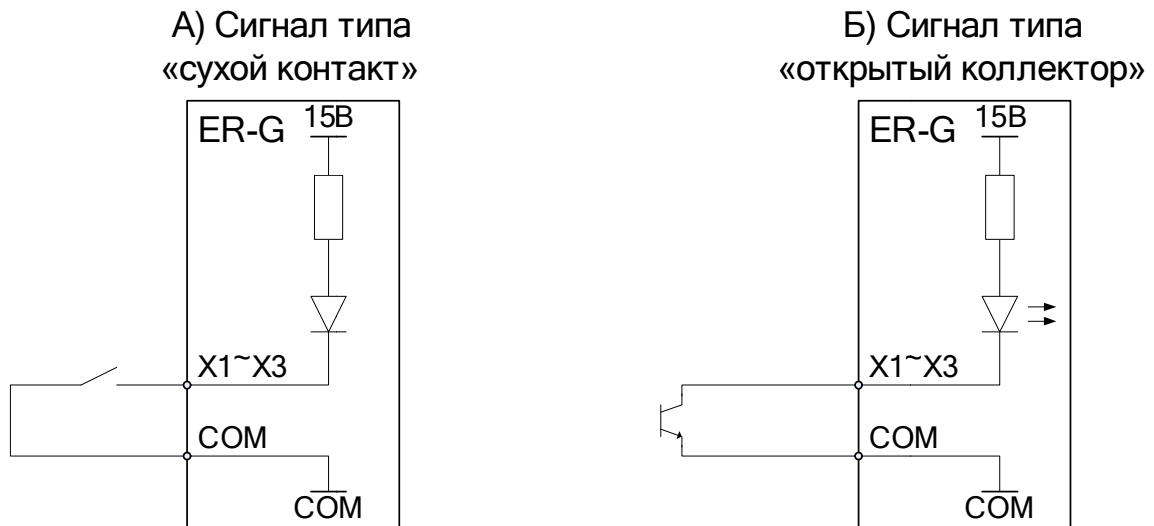 А) Сигнал типа
«сухой контакт»
ER-G
15В
X1~X3
COM
COM
Б) Сигнал типа
«открытый коллектор»
ER-G
15В
X1~X3
COM
COM